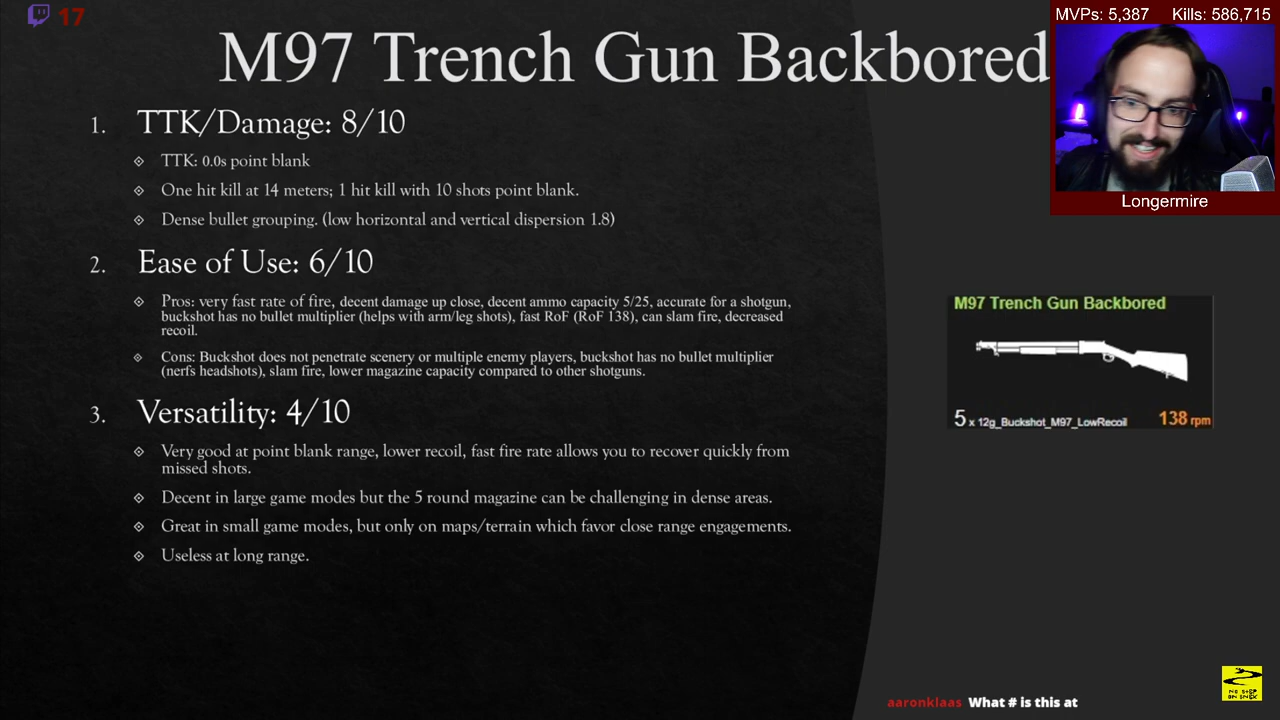 17
MVPs: 5,387 Kills: 586,715
M97 Trench Gun Backbored
Longermire
1. TTK/Damage: 8/10
TTK: 0.0s point blank
One hit kill at 14 meters; 1 hit kill with 10 shots point blank.
Dense bullet grouping. (low horizontal and vertical dispersion 1.8)
2. Ease of Use: 6/10
Pros: very fast rate of fire, decent damage up close, decent ammo capacity 5/25, accurate for a shotgun,
buckshot has no bullet multiplier (helps with arm/leg shots), fast RoF (RoF 138), can slam fire, decreased
recoil.
Cons: Buckshot does not penetrate scenery or multiple enemy players, buckshot has no bullet multiplier
(nerfs headshots), slam fire, lower magazine capacity compared to other shotguns.
3. Versatility: 4/10
Very good at point blank range, lower recoil, fast fire rate allows you to recover quickly from
missed shots.
Decent in large game modes but the 5 round magazine can be challenging in dense areas.
Great in small game modes, but only on maps/terrain which favor close range engagements.
Useless at long range.
M97 Trench Gun Backbored
5 x 12g_Buckshot_M97_LowRecoil 138 rpm
NO STEP
ON SNEK
aaronklaas What # is this at